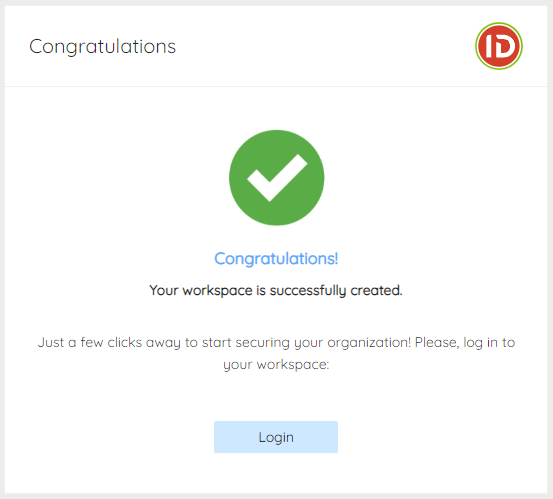 Congratulations
ID
Congratulations!
Your workspace is successfully created.
Just a few clicks away to start securing your organization! Please, log in to
your workspace:
Login